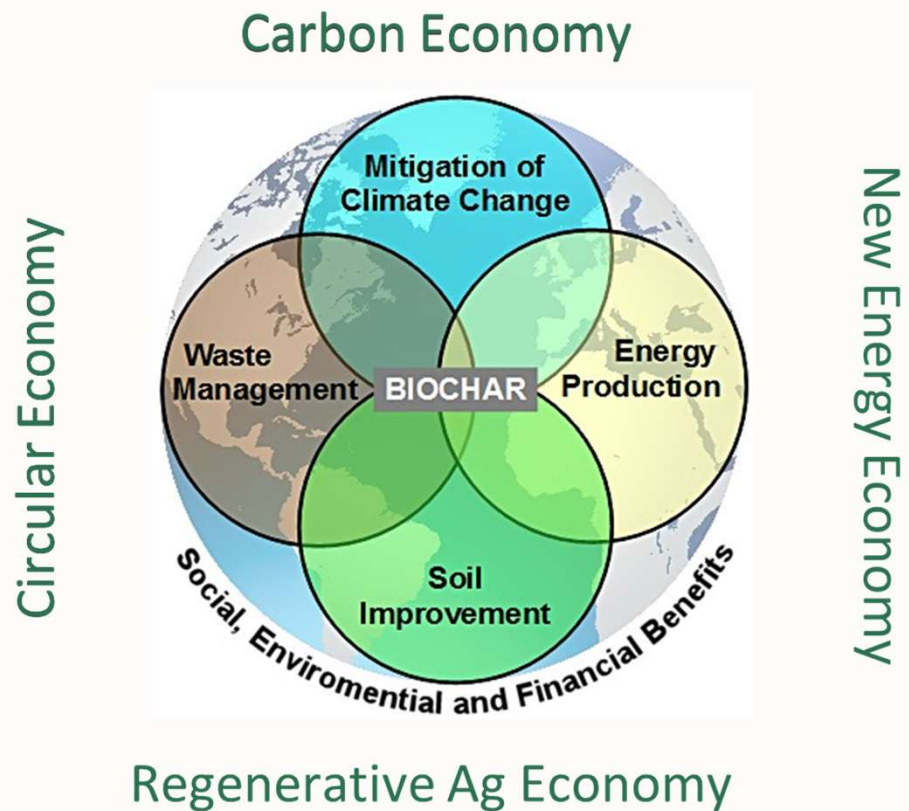 Carbon Economy
Mitigation of
Climate Change
Circular Economy
New Energy Economy
Waste
Management
BIOCHAR
Energy
Production
Soil
Improvement
Social, Enviromential and Financial Benefits
Regenerative Ag Economy